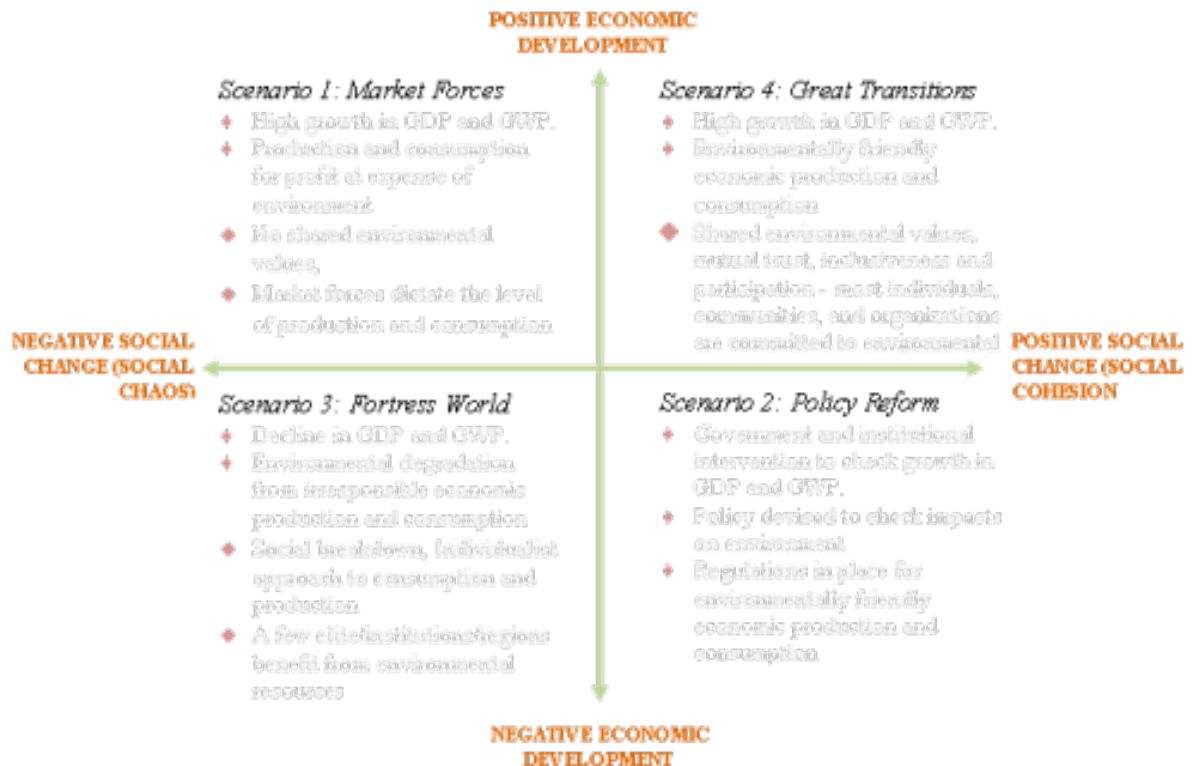 POSITIVE ECONOMIC
DEVELOPMENT
Scenario 1: Market Forces
High growth in GDP and GWP.
Production and consumption
for profit at expense of
environment
No shared environmental
values,
Market forces dictate the level
of production and consumption
Scenario 4: Great Transitions
High growth in GDP and GWP.
Environmentally friendly
economic production and
consumption
Shared environmental values,
mutual trust, inclusiveness and
participation - most individuals,
communities, and organizations
are committed to environmental
NEGATIVE SOCIAL
CHANGE (SOCIAL
CHAOS)
POSITIVE SOCIAL
CHANGE (SOCIAL
COHESION
Scenario 3: Fortress World
Decline in GDP and GWP.
Environmental degradation
from irresponsible economic
production and consumption
Social breakdown, Individualist
approach to consumption and
production
A few elite/institutions/regions
benefit from environmental
resources
Scenario 2: Policy Reform
Government and institutional
intervention to check growth in
GDP and GWP.
Policy devised to check impacts
on environment
Regulations in place for
environmentally friendly
economic production and
consumption
NEGATIVE ECONOMIC
DEVELOPMENT